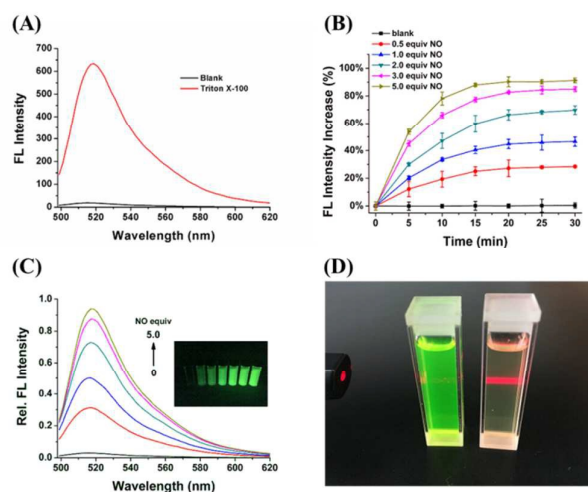 (A)
700
600
500
400
300
200
100
0
FL Intensity
Blank
Triton X-100
500 520 540 560 580 600 620
Wavelength (nm)
(B)
blank
0.5 equiv NO
1.0 equiv NO
2.0 equiv NO
3.0 equiv NO
5.0 equiv NO
100%
80%
60%
40%
20%
0%
FL Intensity Increase (%)
0 5 10 15 20 25 30
Time (min)
(C)
1.0
0.8
0.6
0.4
0.2
0.0
Rel. FL Intensity
NO equiv
5.0
0
500 520 540 560 580 600 620
Wavelength (nm)
(D)